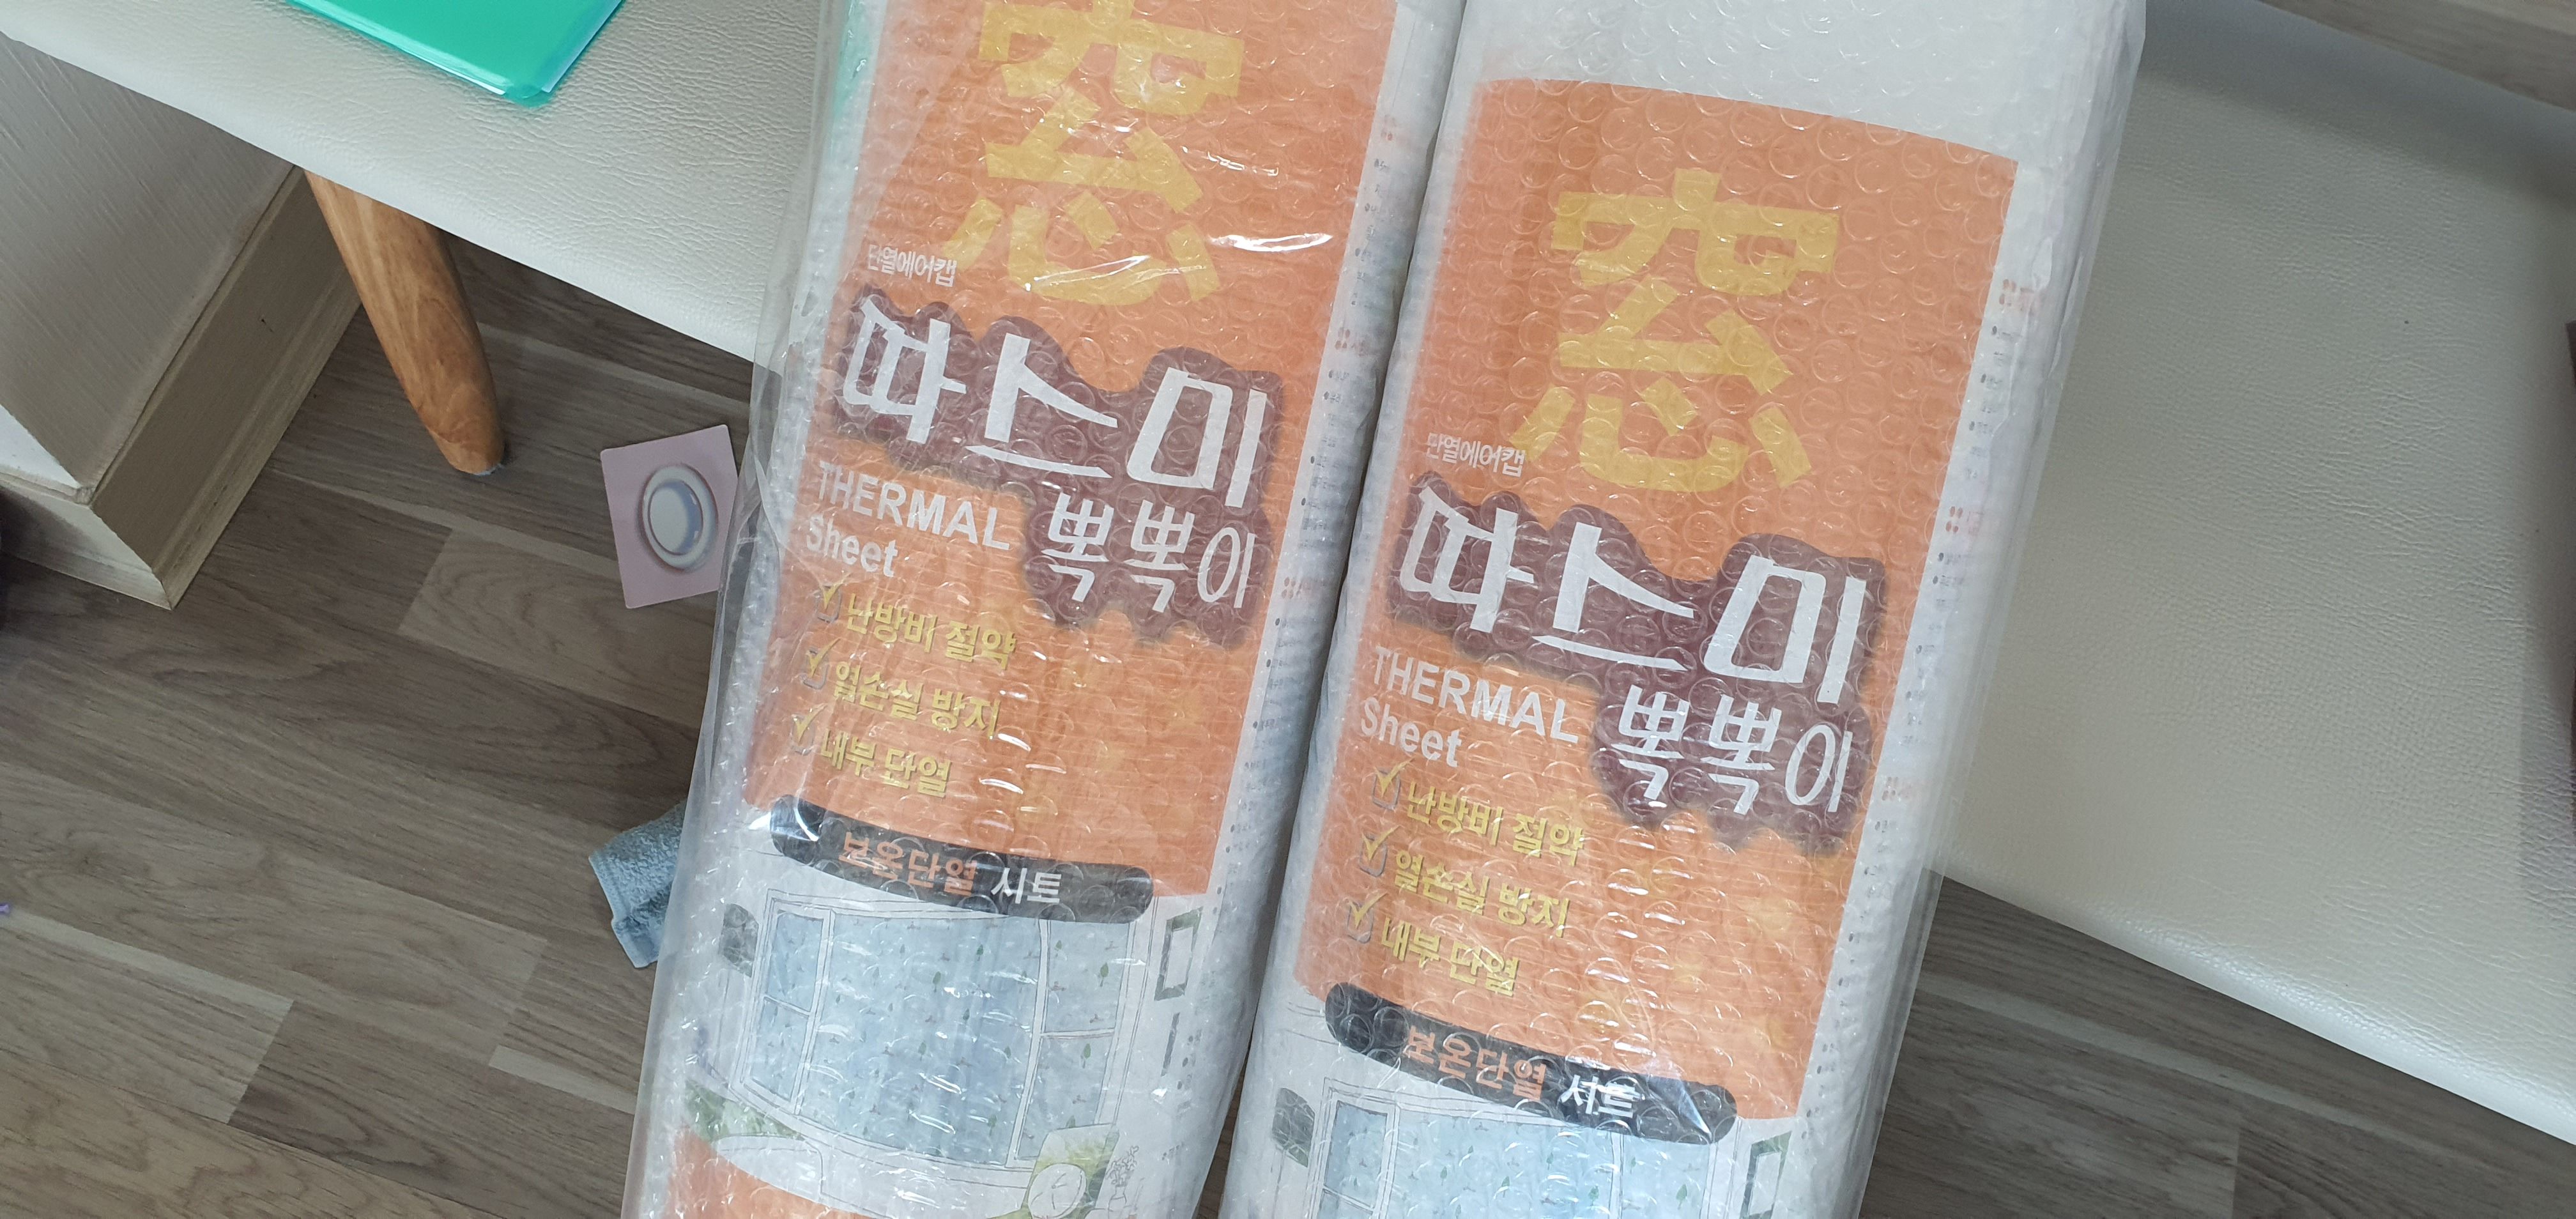 窓
단열에어캡
따스미
뽁뽁이
THERMAL
Sheet
난방비 절약
열손실 방지
내부 단열
보온단열 시트
窓
단열에어캡
따스미
뽁뽁이
THERMAL
Sheet
난방비 절약
열손실 방지
내부 단열
보온단열 시트